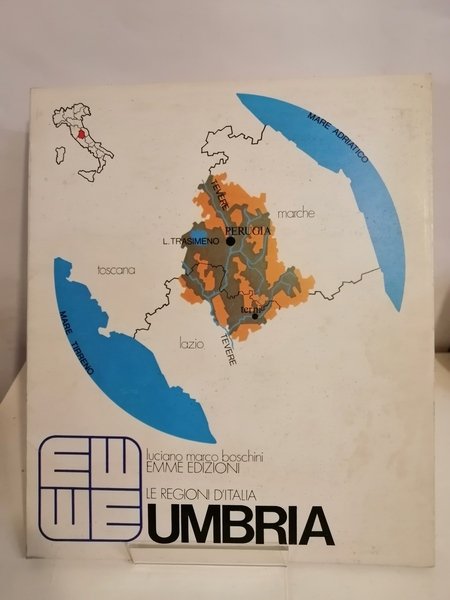 MARE ADRIATICO
TEVERE
marche
PERUGIA
L.TRASIMENO
toscana
terni
MARE TIRRENO
lazio
TEVERE
luciano marco boschini
EMME EDIZIONI
LE REGIONI D'ITALIA
UMBRIA